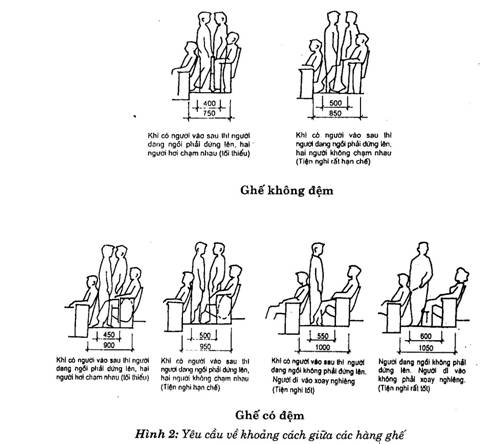 400
750
Khi có người vào sau thì người
đang ngồi phải đứng lên, hai
người hơi chạm nhau (tối thiểu)
500
850
Khi có người vào sau thì
người đang ngồi phải đứng lên,
hai người không chạm nhau
(Tiện nghi rất hạn chế)
Ghế không đệm
450
900
Khi có người vào sau thì người
đang ngồi phải đứng lên, hai
người hơi chạm nhau (tối thiểu)
500
950
Khi có người vào sau thì
người đang ngồi phải đứng lên,
hai người không chạm nhau
(Tiện nghi hạn chế)
550
1000
Khi có người vào sau thì người
đang ngồi không phải đứng lên.
Người đi vào xoay nghiêng
(Tiện nghi tốt)
600
1050
Người đang ngồi không phải
đứng lên. Người đi vào
không phải xoay nghiêng.
(Tiện nghi rất tốt)
Ghế có đệm
Hình 2: Yêu cầu về khoảng cách giữa các hàng ghế